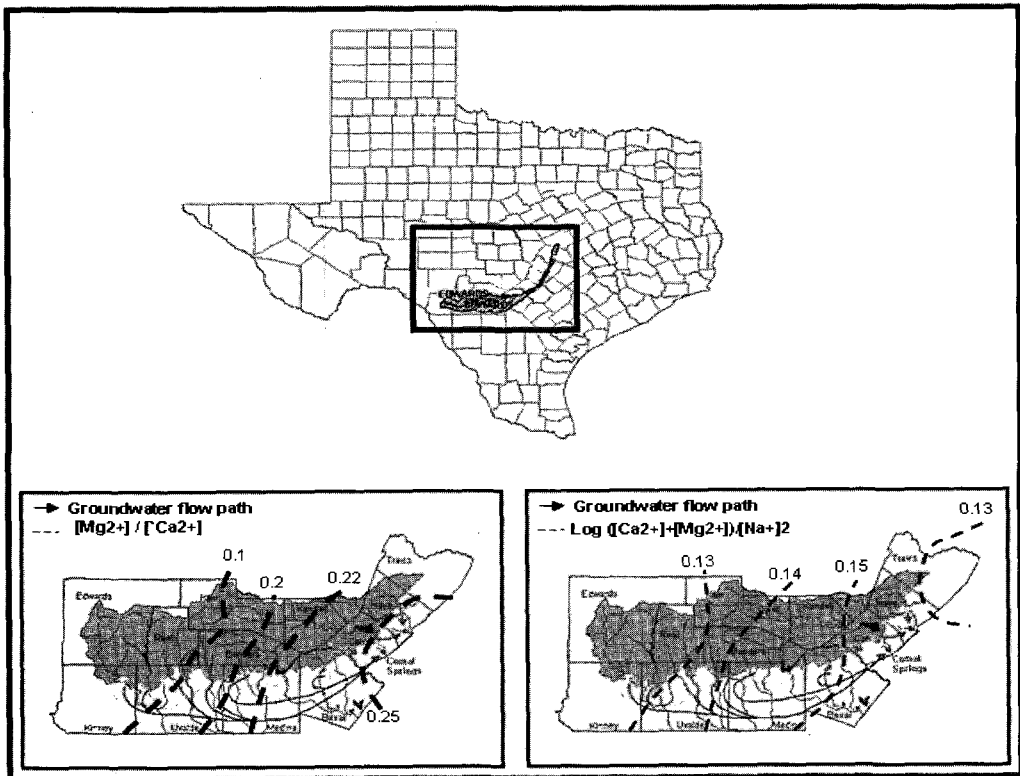 EDWARDS
Groundwater flow path
[Mg2+] / [Ca2+]
0.1
0.2
0.22
Travis
Edwards
Comal
Springs
Bexar
0.25
Kinney
Uvalde
Medina
Groundwater flow path
Log ([Ca2+]+[Mg2+])/[Na+]2
0.13
0.13
0.14
0.15
Edwards
Comal
Springs
Kinney
Uvalde
Medina